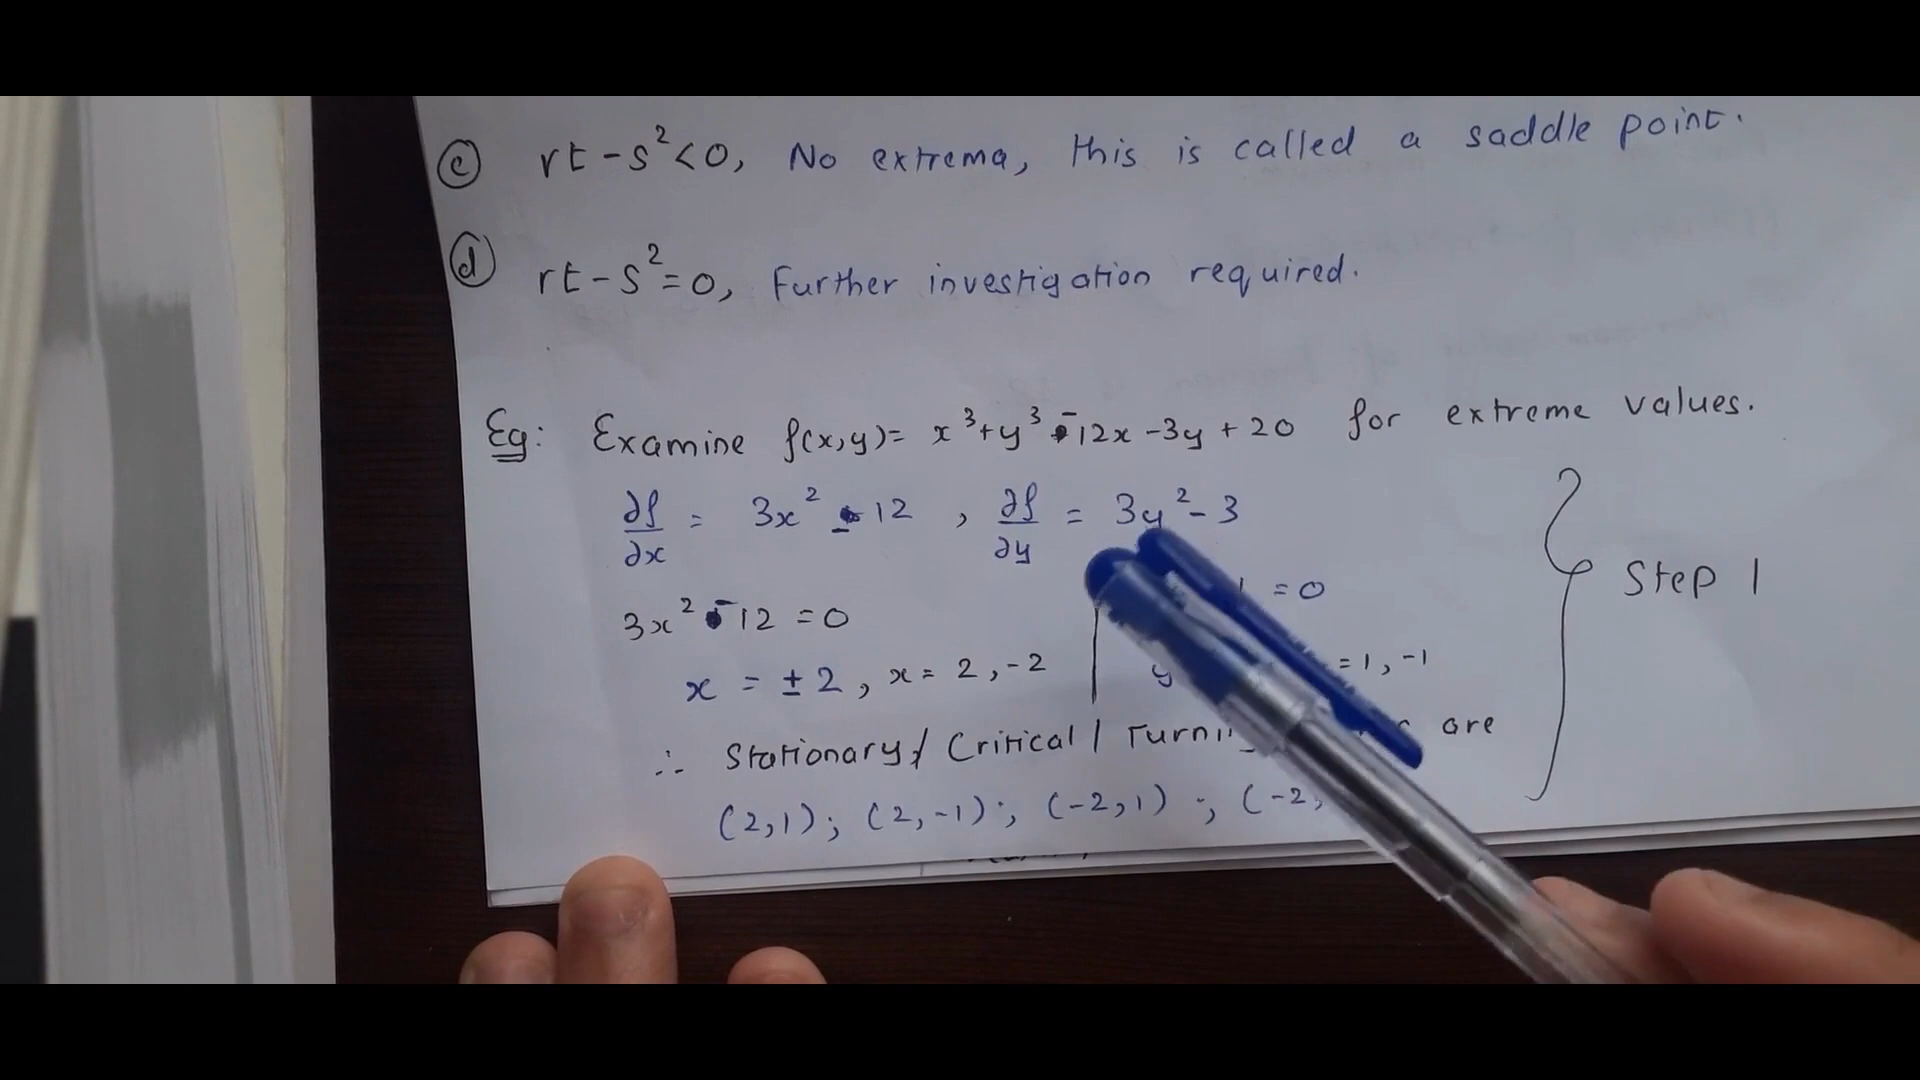 (c) rt - s² < 0, No extrema, this is called a saddle point.
(d) rt - s² = 0, Further investigation required.
Eg: Examine f(x,y) = x³ + y³ - 12x - 3y + 20 for extreme values.
∂f/∂x = 3x² - 12 , ∂f/∂y = 3y² - 3
3x² - 12 = 0 = 0
x = ± 2, x = 2, -2 y = 1, -1
Step 1
∴ Stationary / Critical / are
(2,1); (2,-1); (-2,1); (-2,